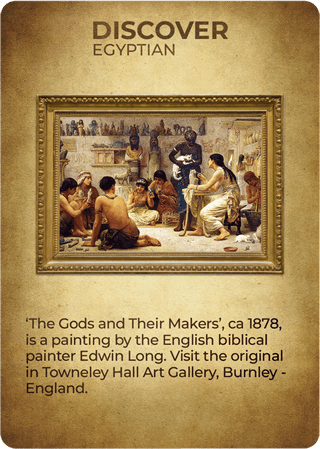 DISCOVER
EGYPTIAN
‘The Gods and Their Makers’, ca 1878,
is a painting by the English biblical
painter Edwin Long. Visit the original
in Towneley Hall Art Gallery, Burnley -
England.